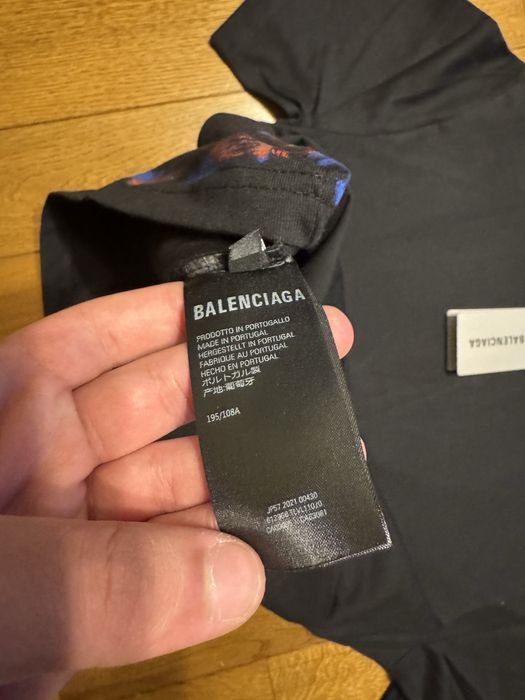 BALENCIAGA
PRODOTTO IN PORTOGALLO
MADE IN PORTUGAL
HERGESTELLT IN PORTUGAL
FABRIQUE AU PORTUGAL
HECHO EN PORTUGAL
ポルトガル製
产地:葡萄牙
195/108A
JP57 2021 00430
BALENCIAGA